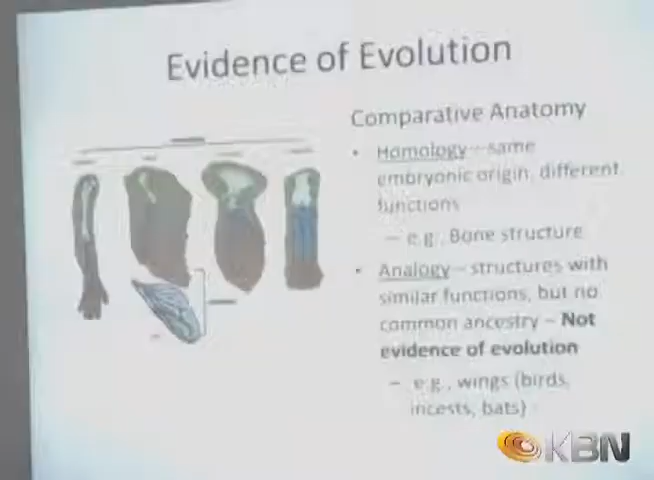 Evidence of Evolution
Comparative Anatomy
• Homology – same
embryonic origin, different
functions
– e.g., Bone structure
• Analogy – structures with
similar functions, but no
common ancestry – Not
evidence of evolution
– e.g., wings (birds,
incests, bats)
KBN